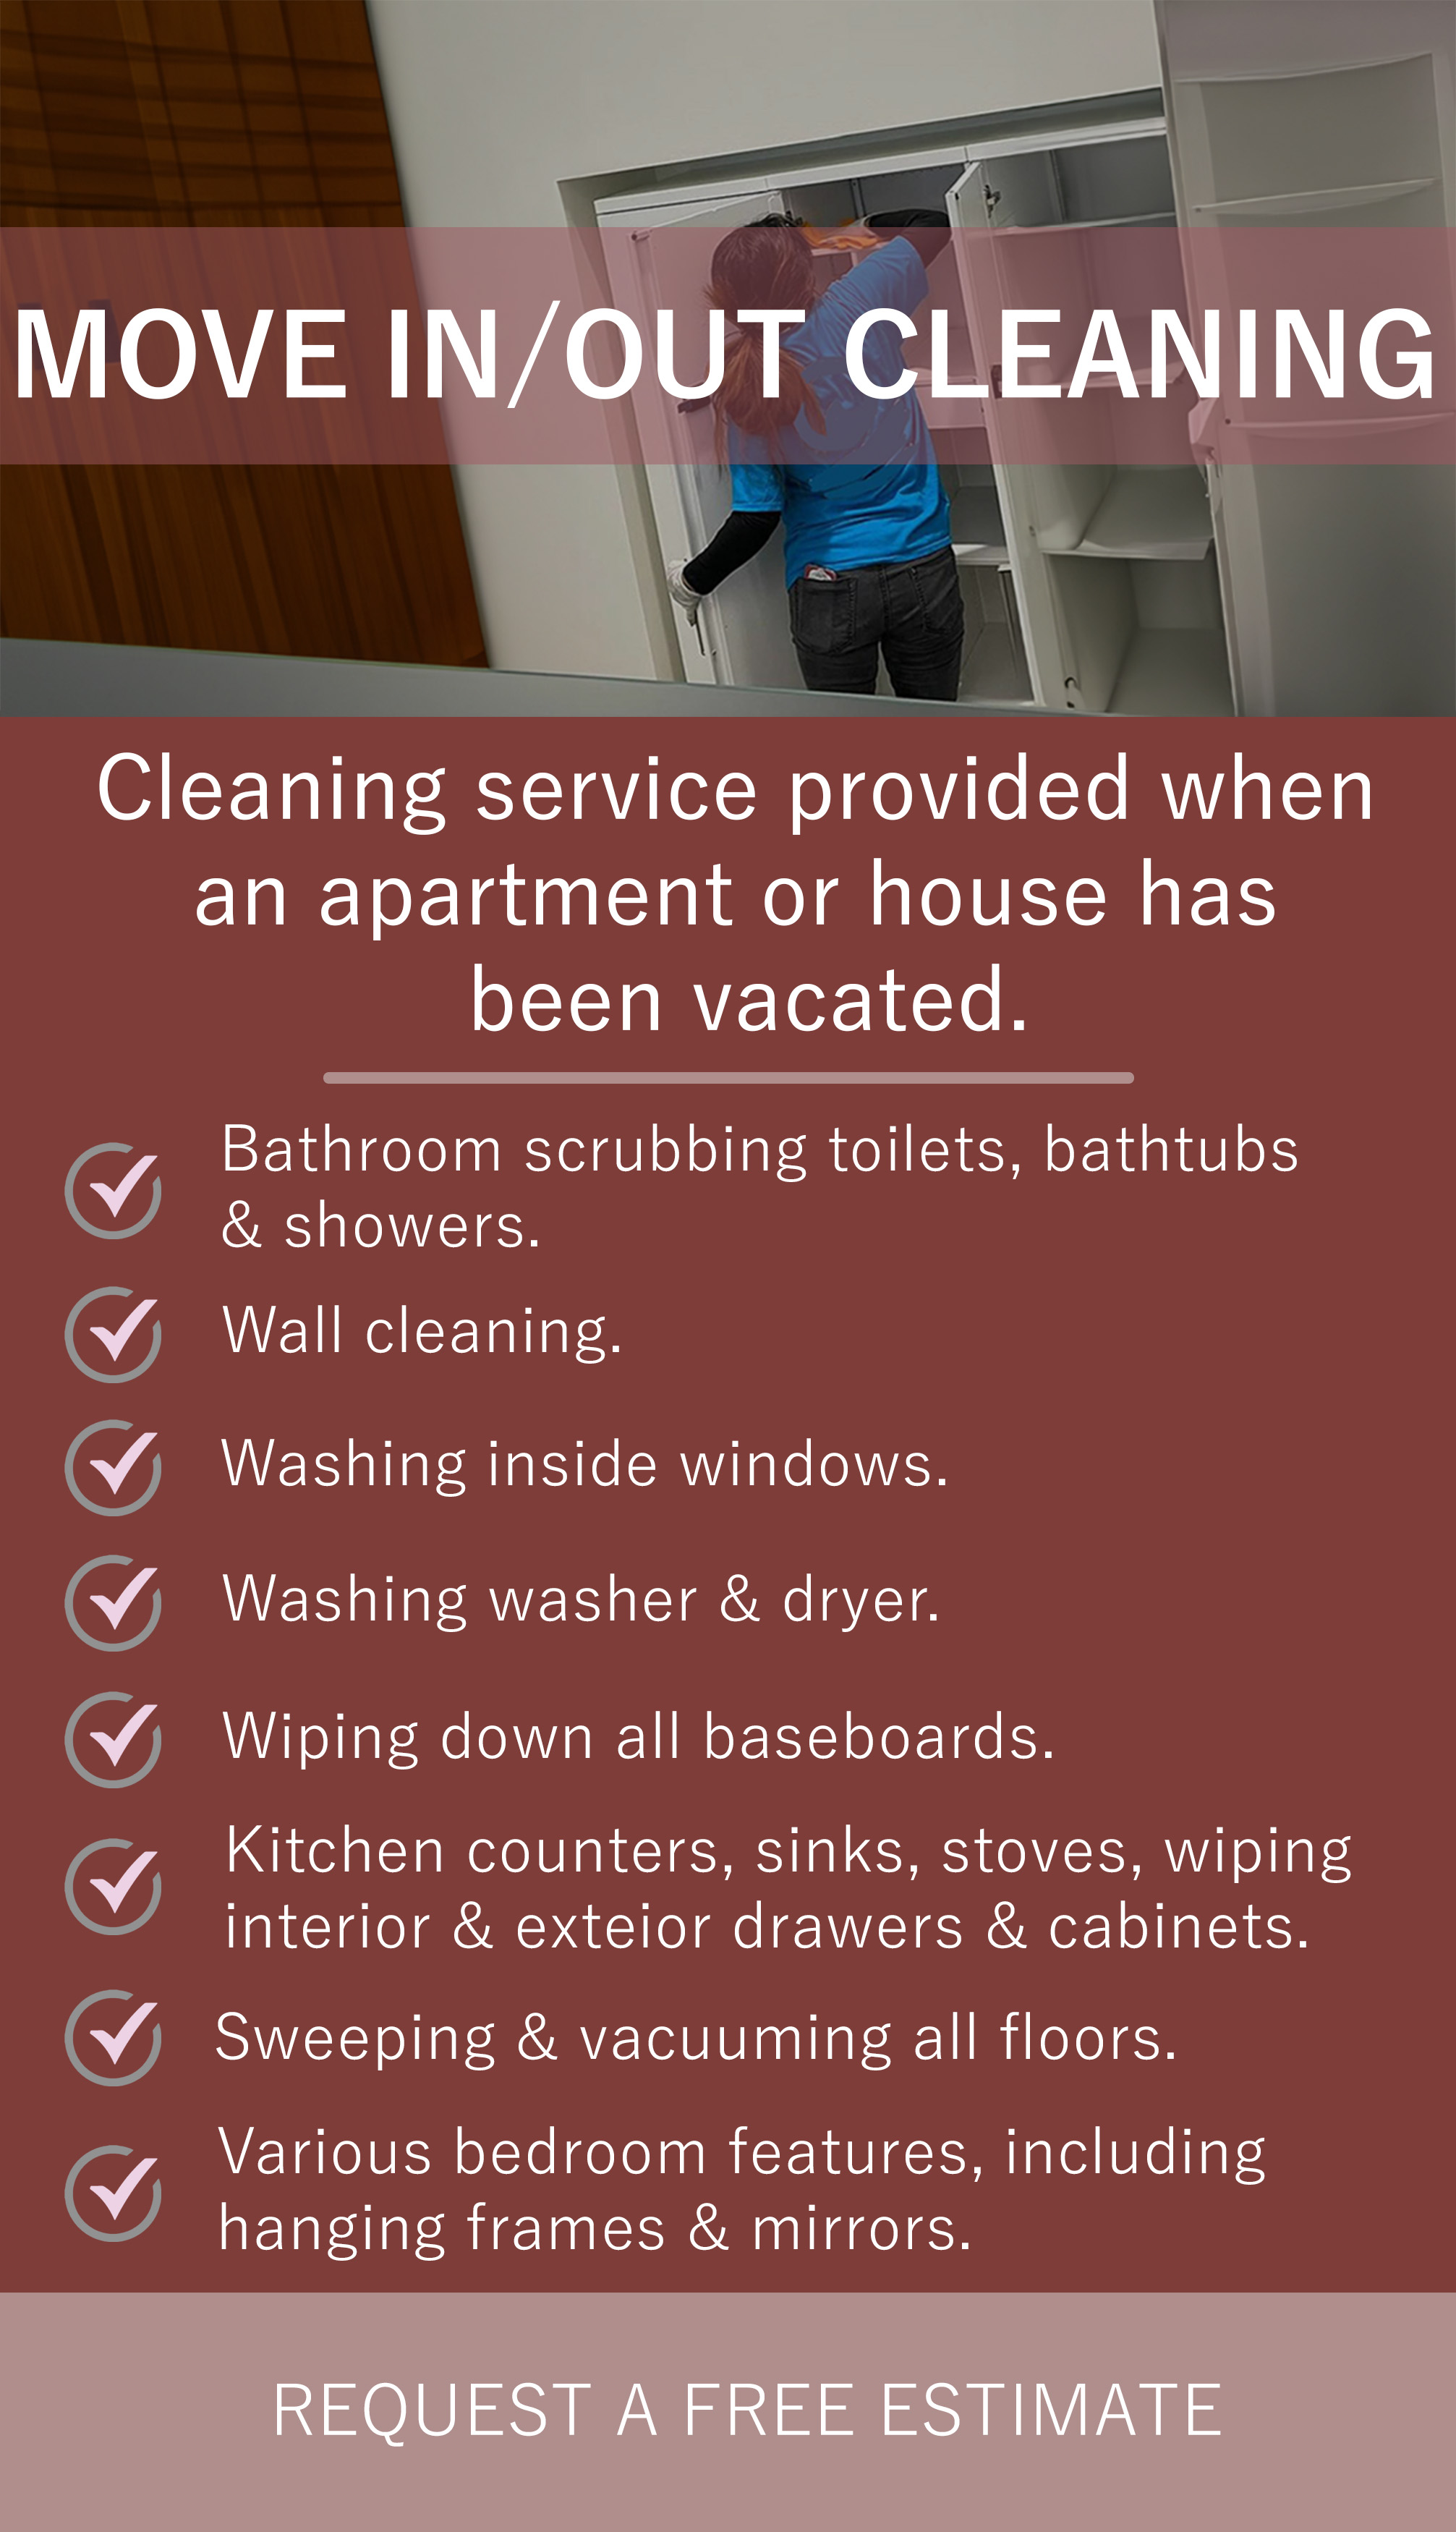 MOVE IN/OUT CLEANING
Cleaning service provided when
an apartment or house has
been vacated.
Bathroom scrubbing toilets, bathtubs
& showers.
Wall cleaning.
Washing inside windows.
Washing washer & dryer.
Wiping down all baseboards.
Kitchen counters, sinks, stoves, wiping
interior & exteior drawers & cabinets.
Sweeping & vacuuming all floors.
Various bedroom features, including
hanging frames & mirrors.
REQUEST A FREE ESTIMATE